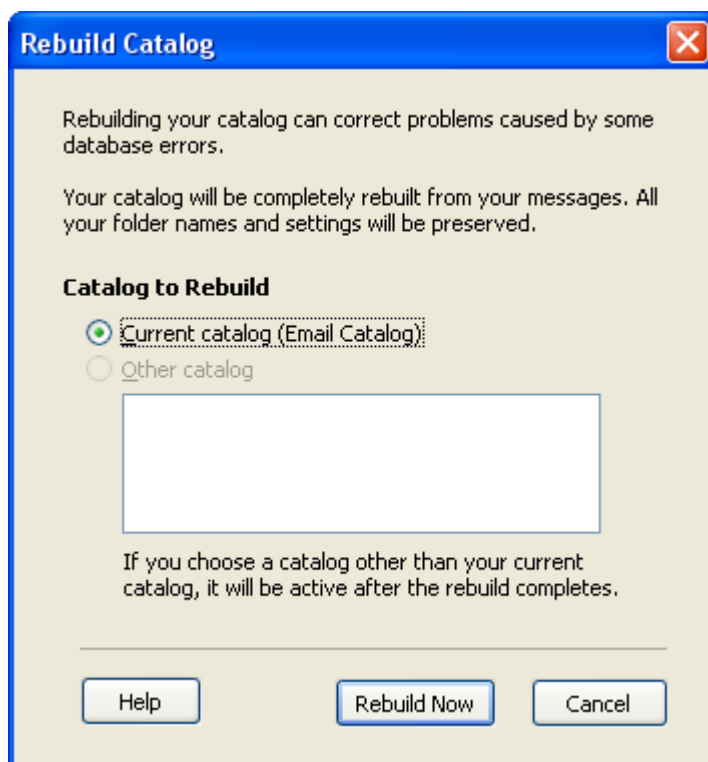 Rebuild Catalog
Rebuilding your catalog can correct problems caused by some
database errors.
Your catalog will be completely rebuilt from your messages. All
your folder names and settings will be preserved.
Catalog to Rebuild
Current catalog (Email Catalog)
Other catalog
If you choose a catalog other than your current
catalog, it will be active after the rebuild completes.
Help
Rebuild Now
Cancel